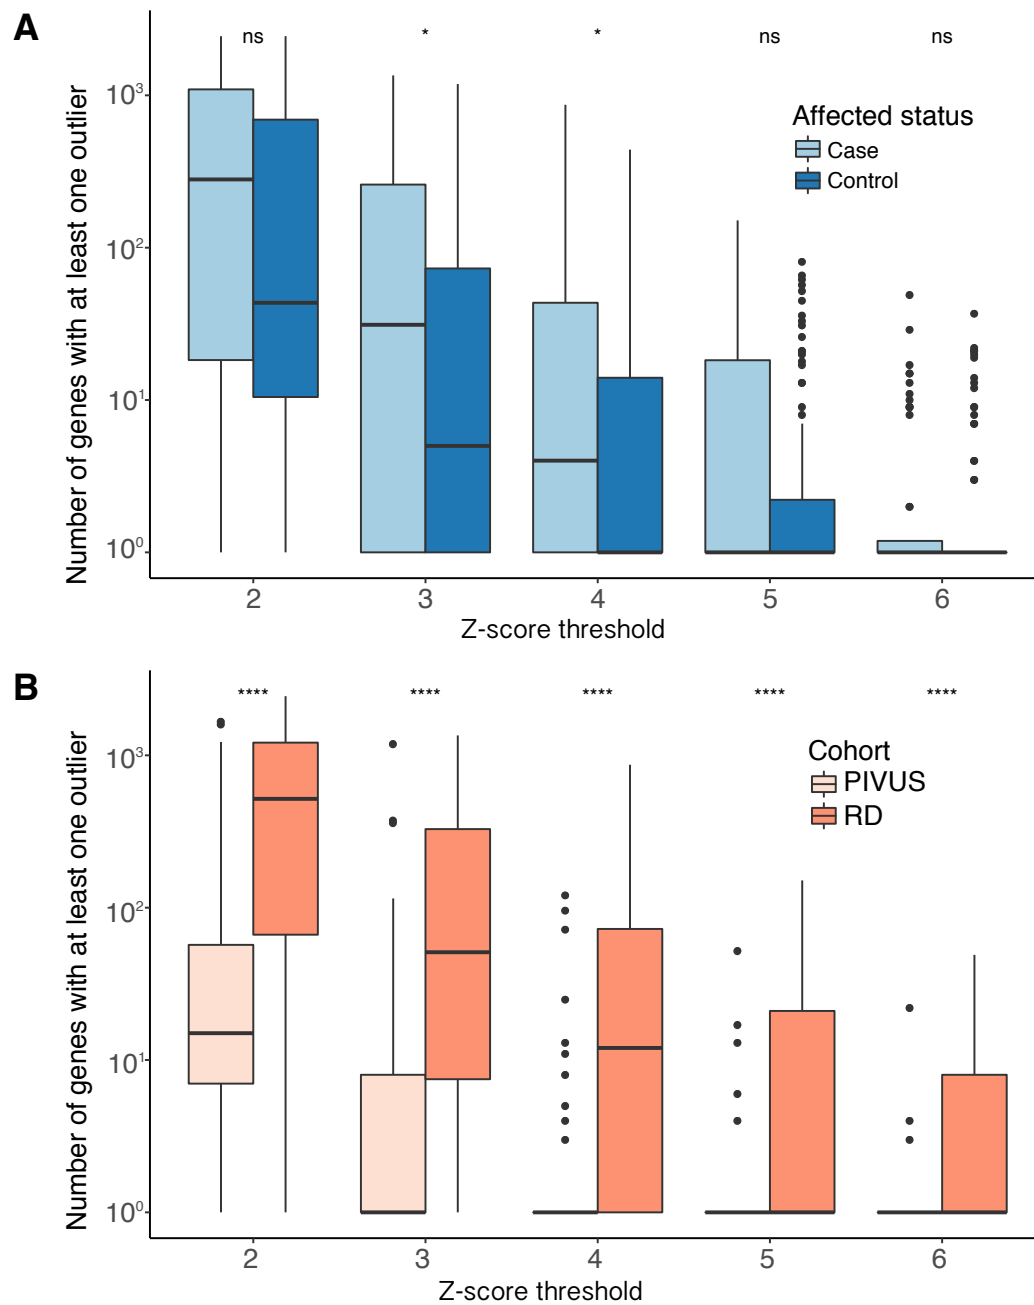 A
ns * * ns ns
Number of genes with at least one outlier
10³
10²
10¹
10⁰
Affected status
Case
Control
2 3 4 5 6
Z-score threshold
B
**** **** **** **** ****
Number of genes with at least one outlier
10³
10²
10¹
10⁰
Cohort
PIVUS
RD
2 3 4 5 6
Z-score threshold